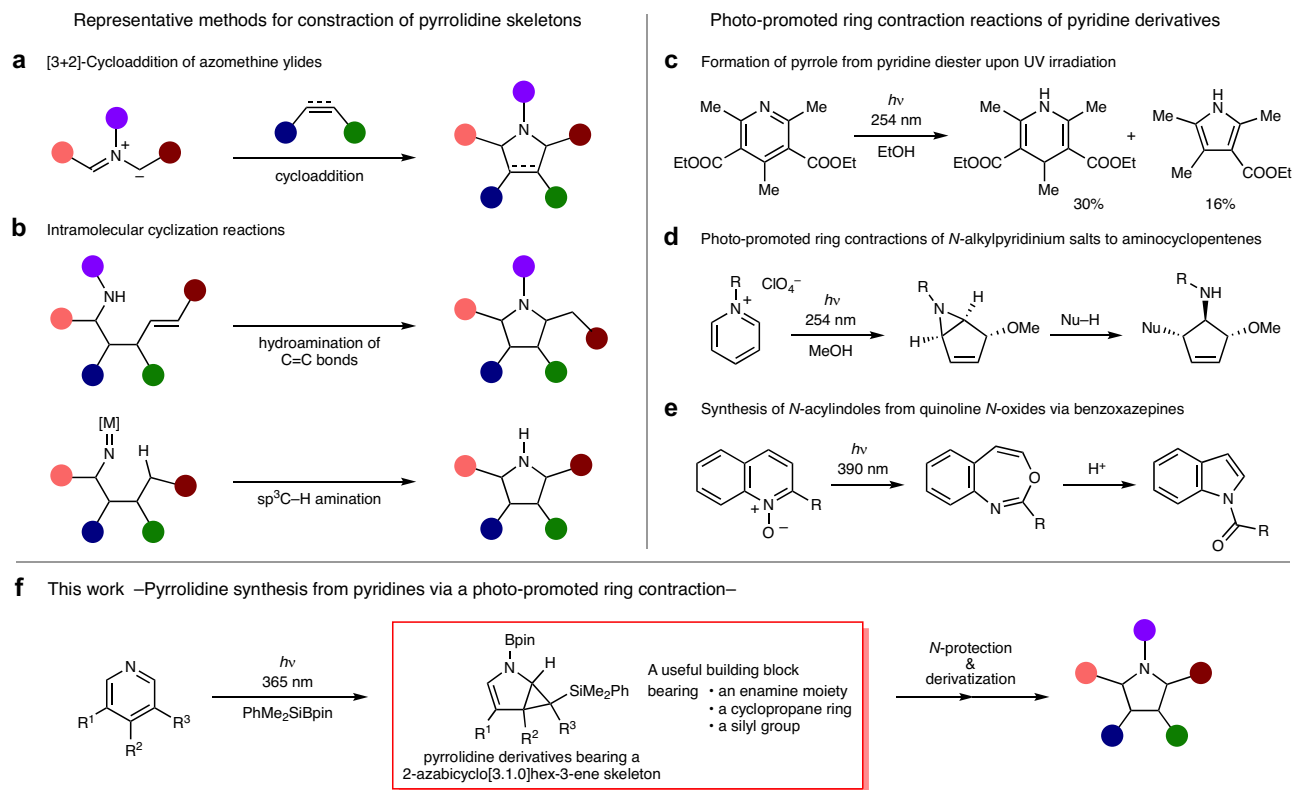 Representative methods for constraction of pyrrolidine skeletons
a [3+2]-Cycloaddition of azomethine ylides
N
+
–
cycloaddition
N
b Intramolecular cyclization reactions
NH
hydroamination of
C=C bonds
N
[M]
N
H
sp³C–H amination
H
N
Photo-promoted ring contraction reactions of pyridine derivatives
c Formation of pyrrole from pyridine diester upon UV irradiation
Me N Me
EtOOC COOEt
Me
hν
254 nm
EtOH
H
Me N Me
EtOOC COOEt
Me
30%
+
H
N
Me Me
Me COOEt
16%
d Photo-promoted ring contractions of N-alkylpyridinium salts to aminocyclopentenes
R
N
+
ClO₄⁻
hν
254 nm
MeOH
R
N H
H OMe
Nu–H
R
NH
Nu OMe
e Synthesis of N-acylindoles from quinoline N-oxides via benzoxazepines
N R
+
O⁻
hν
390 nm
O
N
R
H⁺
N
O R
f This work –Pyrrolidine synthesis from pyridines via a photo-promoted ring contraction–
N
R¹ R³
R²
hν
365 nm
PhMe₂SiBpin
Bpin
N H
SiMe₂Ph
R¹ R² R³
pyrrolidine derivatives bearing a
2-azabicyclo[3.1.0]hex-3-ene skeleton
A useful building block
bearing • an enamine moiety
• a cyclopropane ring
• a silyl group
N-protection
&
derivatization
N